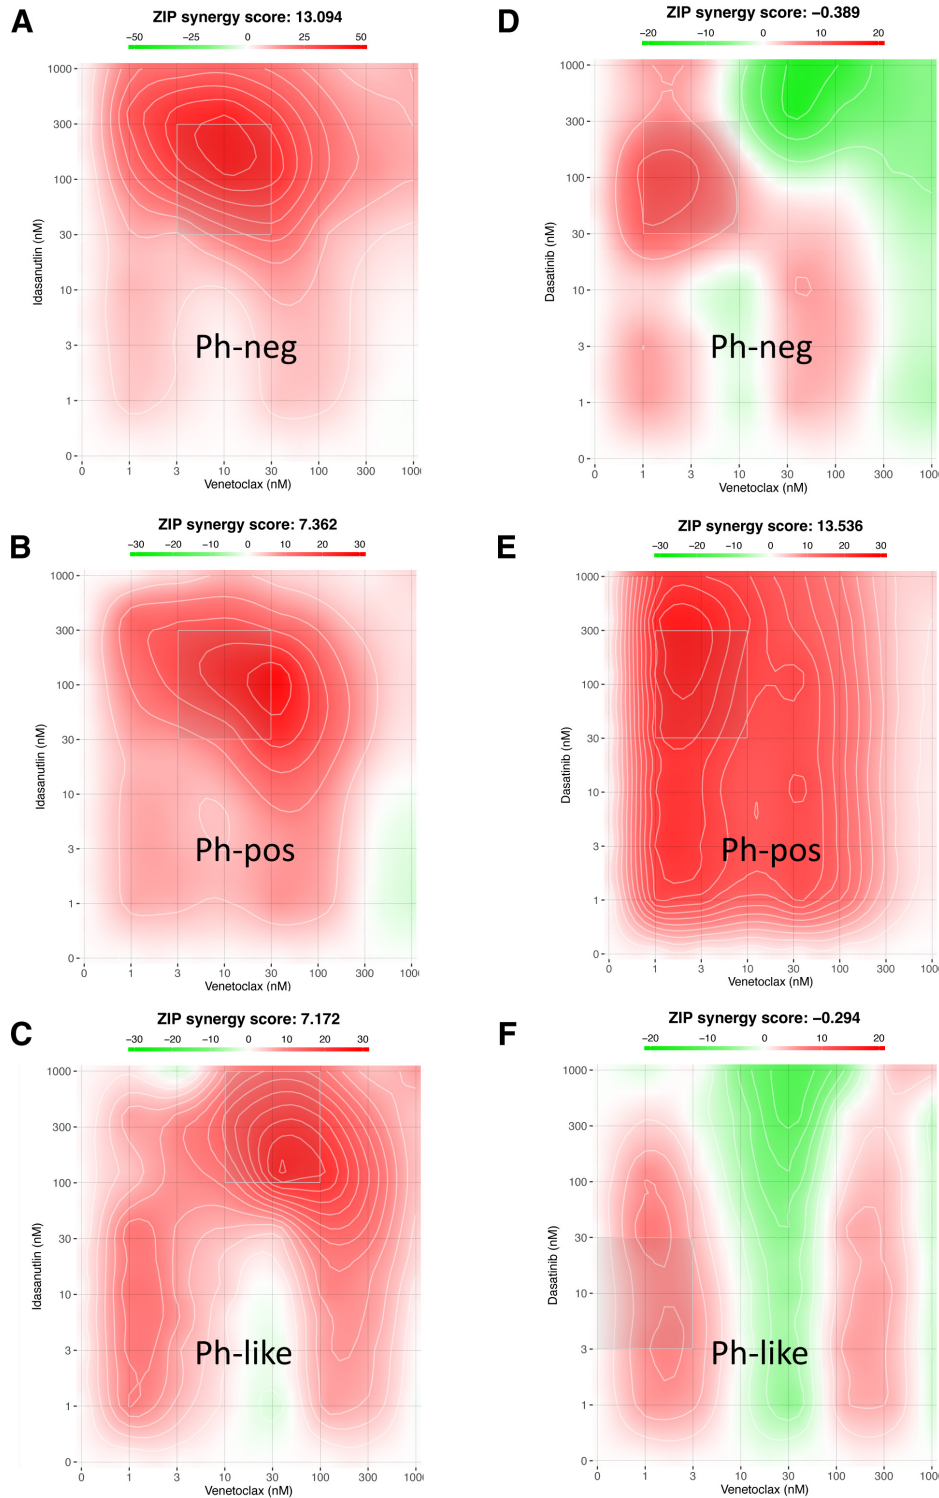 A
ZIP synergy score: 13.094
−50 −25 0 25 50
1000
300
100
30
10
3
1
0
Idasanutlin (nM)
Ph-neg
0 1 3 10 30 100 300 100
Venetoclax (nM)
D
ZIP synergy score: −0.389
−20 −10 0 10 20
1000
300
100
30
10
3
1
0
Dasatinib (nM)
Ph-neg
0 1 3 10 30 100 300 1000
Venetoclax (nM)
B
ZIP synergy score: 7.362
−30 −20 −10 0 10 20 30
1000
300
100
30
10
3
1
0
Idasanutlin (nM)
Ph-pos
0 1 3 10 30 100 300 1000
Venetoclax (nM)
E
ZIP synergy score: 13.536
−30 −20 −10 0 10 20 30
1000
300
100
30
10
3
1
0
Dasatinib (nM)
Ph-pos
0 1 3 10 30 100 300 1000
Venetoclax (nM)
C
ZIP synergy score: 7.172
−30 −20 −10 0 10 20 30
1000
300
100
30
10
3
1
0
Idasanutlin (nM)
Ph-like
0 1 3 10 30 100 300 1000
Venetoclax (nM)
F
ZIP synergy score: −0.294
−20 −10 0 10 20
1000
300
100
30
10
3
1
0
Dasatinib (nM)
Ph-like
0 1 3 10 30 100 300 100
Venetoclax (nM)